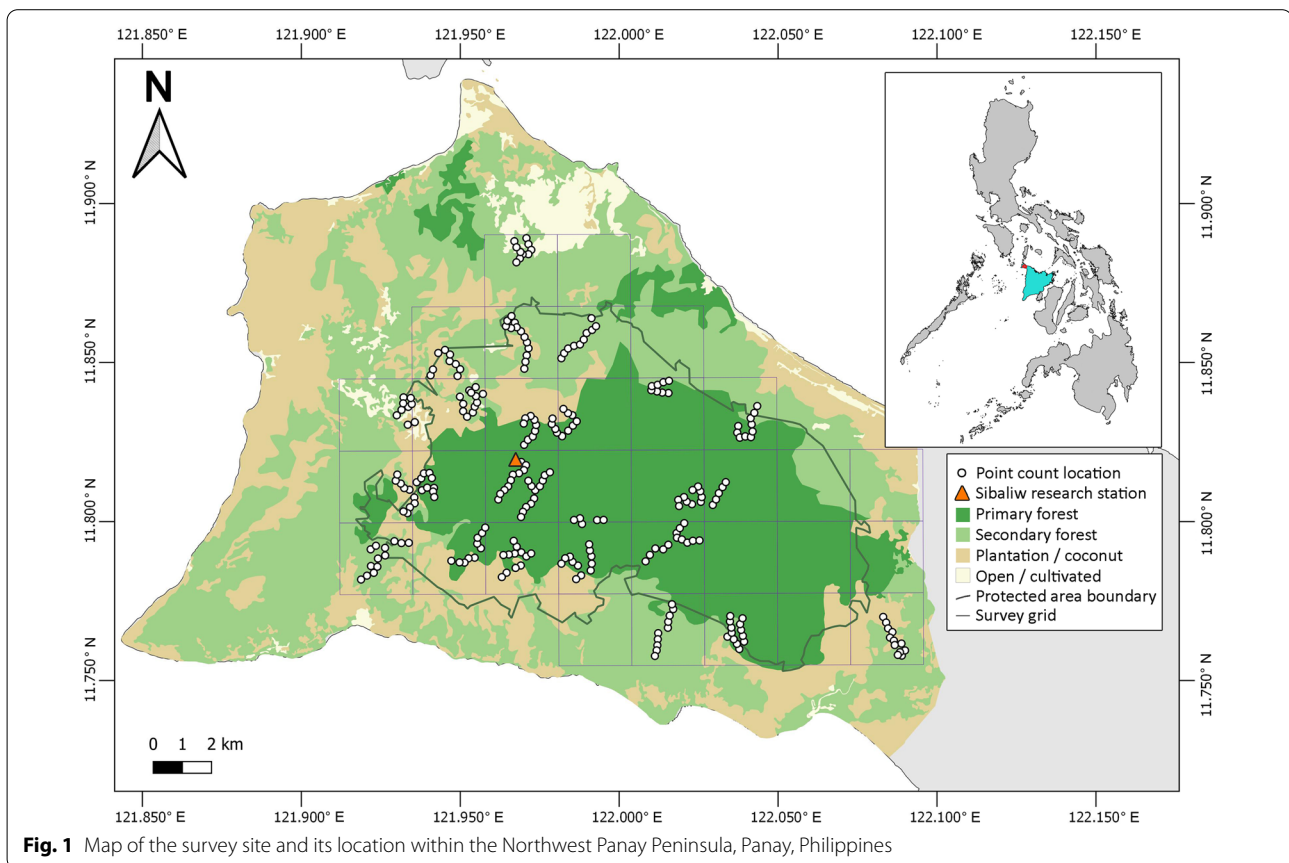 121.850° E 121.900° E 121.950° E 122.000° E 122.050° E 122.100° E 122.150° E
N
11.900° N 11.900° N
11.850° N 11.850° N
Point count location
Sibaliw research station
Primary forest
Secondary forest
Plantation / coconut
Open / cultivated
Protected area boundary
Survey grid
11.800° N 11.800° N
11.750° N 11.750° N
0 1 2 km
121.850° E 121.900° E 121.950° E 122.000° E 122.050° E 122.100° E 122.150° E
Fig. 1 Map of the survey site and its location within the Northwest Panay Peninsula, Panay, Philippines